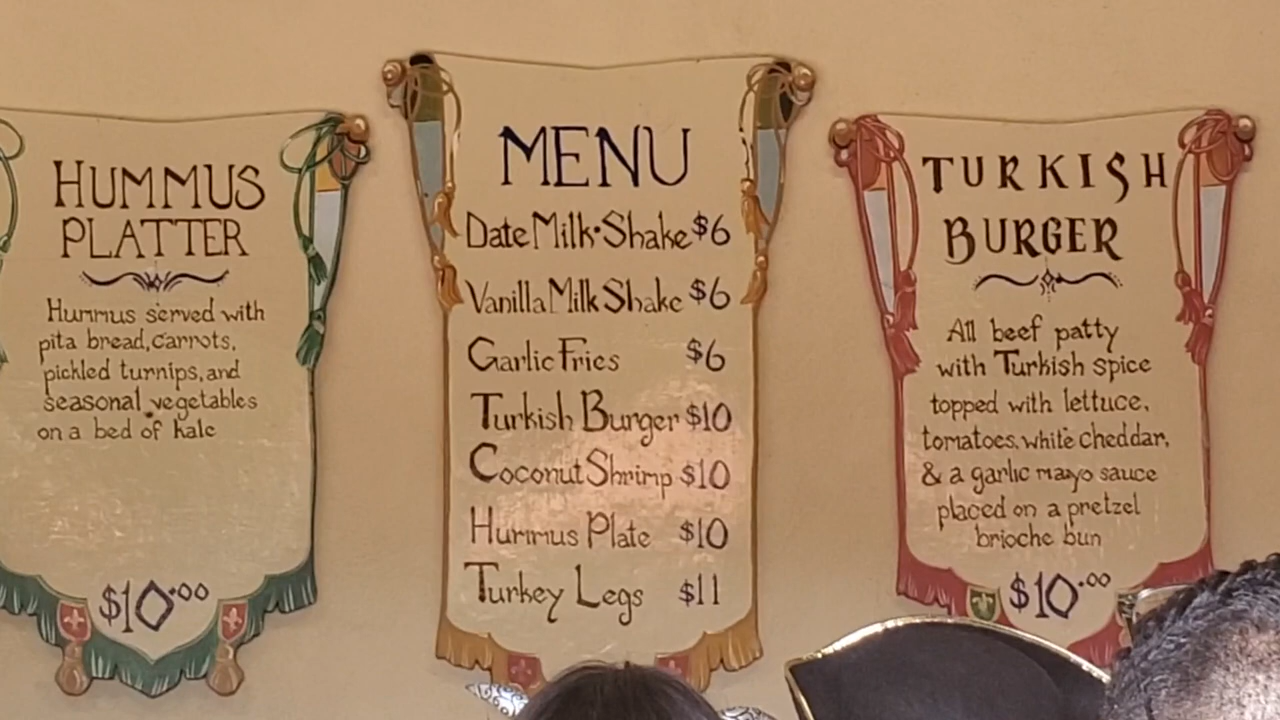 HUMMUS
PLATTER
Hummus served with
pita bread, carrots,
pickled turnips, and
seasonal vegetables
on a bed of kale
$10.00
MENU
Date Milk•Shake $6
Vanilla Milk Shake $6
Garlic Fries $6
Turkish Burger $10
Coconut Shrimp $10
Hummus Plate $10
Turkey Legs $11
TURKISH
BURGER
All beef patty
with Turkish spice
topped with lettuce,
tomatoes, white cheddar,
& a garlic mayo sauce
placed on a pretzel
brioche bun
$10.00